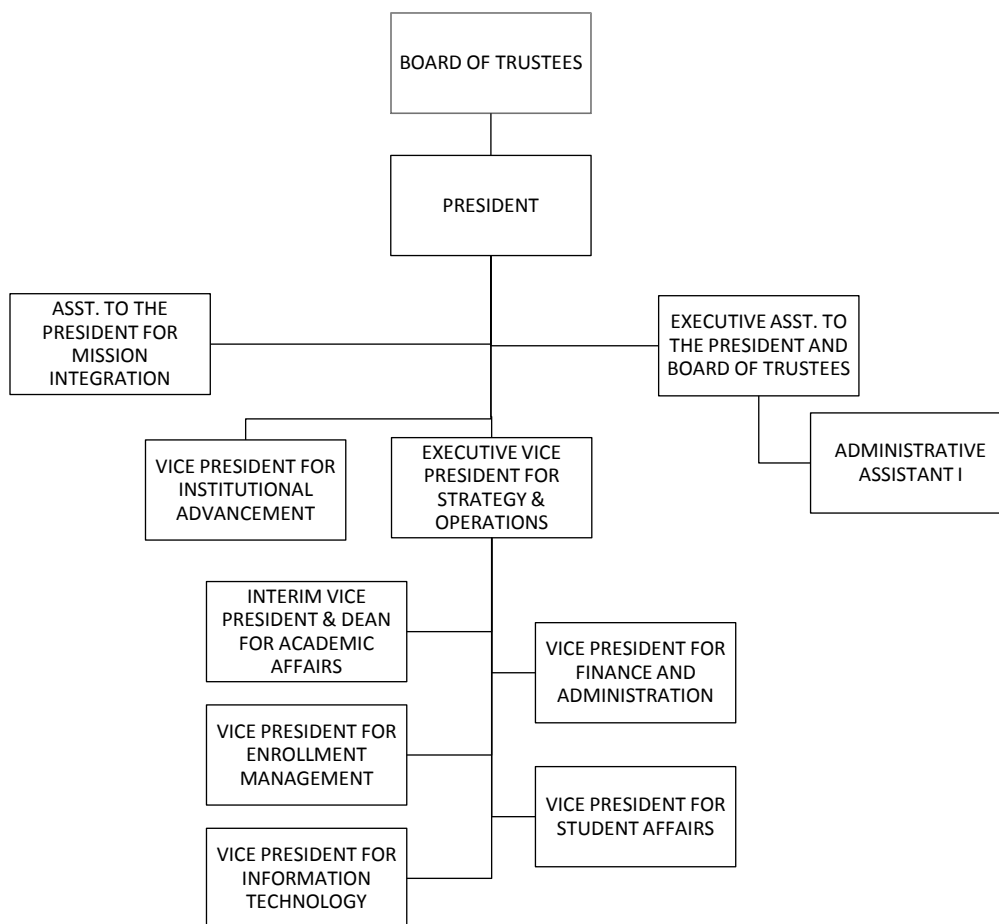 BOARD OF TRUSTEES
PRESIDENT
ASST. TO THE
PRESIDENT FOR
MISSION
INTEGRATION
EXECUTIVE ASST. TO
THE PRESIDENT AND
BOARD OF TRUSTEES
ADMINISTRATIVE
ASSISTANT I
VICE PRESIDENT FOR
INSTITUTIONAL
ADVANCEMENT
EXECUTIVE VICE
PRESIDENT FOR
STRATEGY &
OPERATIONS
INTERIM VICE
PRESIDENT & DEAN
FOR ACADEMIC
AFFAIRS
VICE PRESIDENT FOR
FINANCE AND
ADMINISTRATION
VICE PRESIDENT FOR
ENROLLMENT
MANAGEMENT
VICE PRESIDENT FOR
STUDENT AFFAIRS
VICE PRESIDENT FOR
INFORMATION
TECHNOLOGY